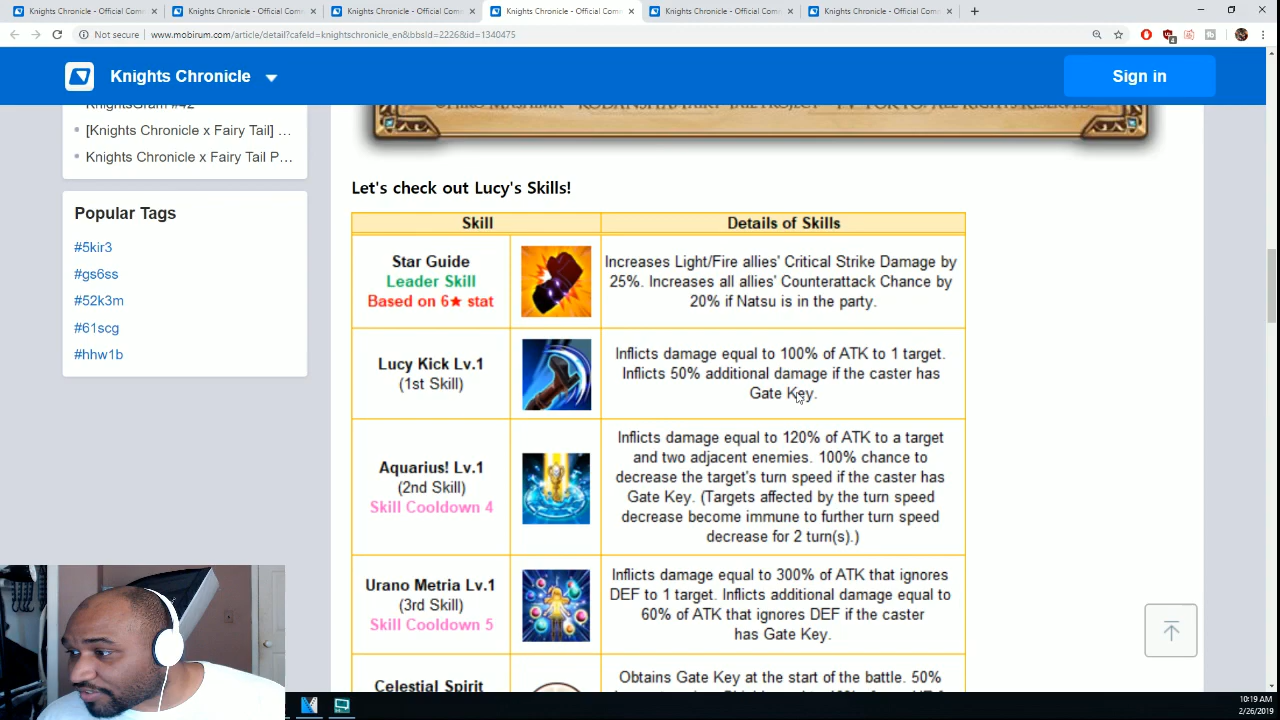 Knights Chronicle - Official Com
Knights Chronicle - Official Com
Knights Chronicle - Official Com
Knights Chronicle - Official Com
Knights Chronicle - Official Com
Knights Chronicle - Official Com
Not secure
www.mobirum.com/article/detail?cafeId=knightschronicle_en&bbsId=2226&id=1340475
Knights Chronicle
Sign in
KnightsGram #42
[Knights Chronicle x Fairy Tail] ...
Knights Chronicle x Fairy Tail P...
Popular Tags
#5kir3
#gs6ss
#52k3m
#61scg
#hhw1b
Let's check out Lucy's Skills!
Skill
Details of Skills
Star Guide
Leader Skill
Based on 6★ stat
Increases Light/Fire allies' Critical Strike Damage by
25%. Increases all allies' Counterattack Chance by
20% if Natsu is in the party.
Lucy Kick Lv.1
(1st Skill)
Inflicts damage equal to 100% of ATK to 1 target.
Inflicts 50% additional damage if the caster has
Gate Key.
Aquarius! Lv.1
(2nd Skill)
Skill Cooldown 4
Inflicts damage equal to 120% of ATK to a target
and two adjacent enemies. 100% chance to
decrease the target's turn speed if the caster has
Gate Key. (Targets affected by the turn speed
decrease become immune to further turn speed
decrease for 2 turn(s).)
Urano Metria Lv.1
(3rd Skill)
Skill Cooldown 5
Inflicts damage equal to 300% of ATK that ignores
DEF to 1 target. Inflicts additional damage equal to
60% of ATK that ignores DEF if the caster
has Gate Key.
Celestial Spirit
Obtains Gate Key at the start of the battle. 50%
10:19 AM
2/26/2019